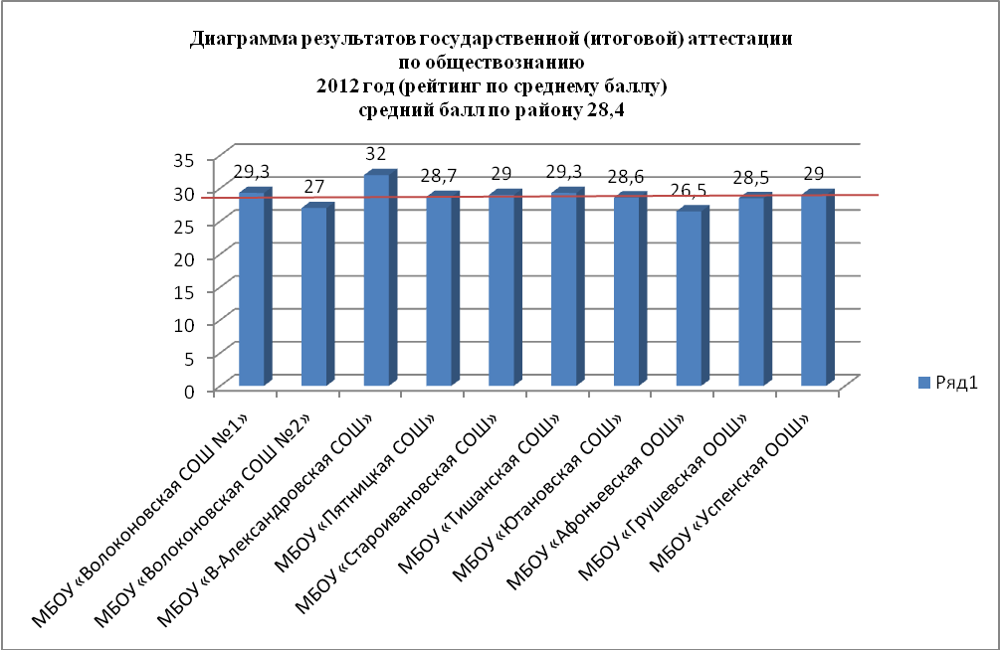 Диаграмма результатов государственной (итоговой) аттестации
по обществознанию
2012 год (рейтинг по среднему баллу)
средний балл по району 28,4
35
30
25
20
15
10
5
0
29,3
27
32
28,7
29
29,3
28,6
26,5
28,5
29
МБОУ «Волоконовская СОШ №1»
МБОУ «Волоконовская СОШ №2»
МБОУ «В-Александровская СОШ»
МБОУ «Пятницкая СОШ»
МБОУ «Староивановская СОШ»
МБОУ «Тишанская СОШ»
МБОУ «Ютановская СОШ»
МБОУ «Афоньевская ООШ»
МБОУ «Грушевская ООШ»
МБОУ «Успенская ООШ»
Ряд1